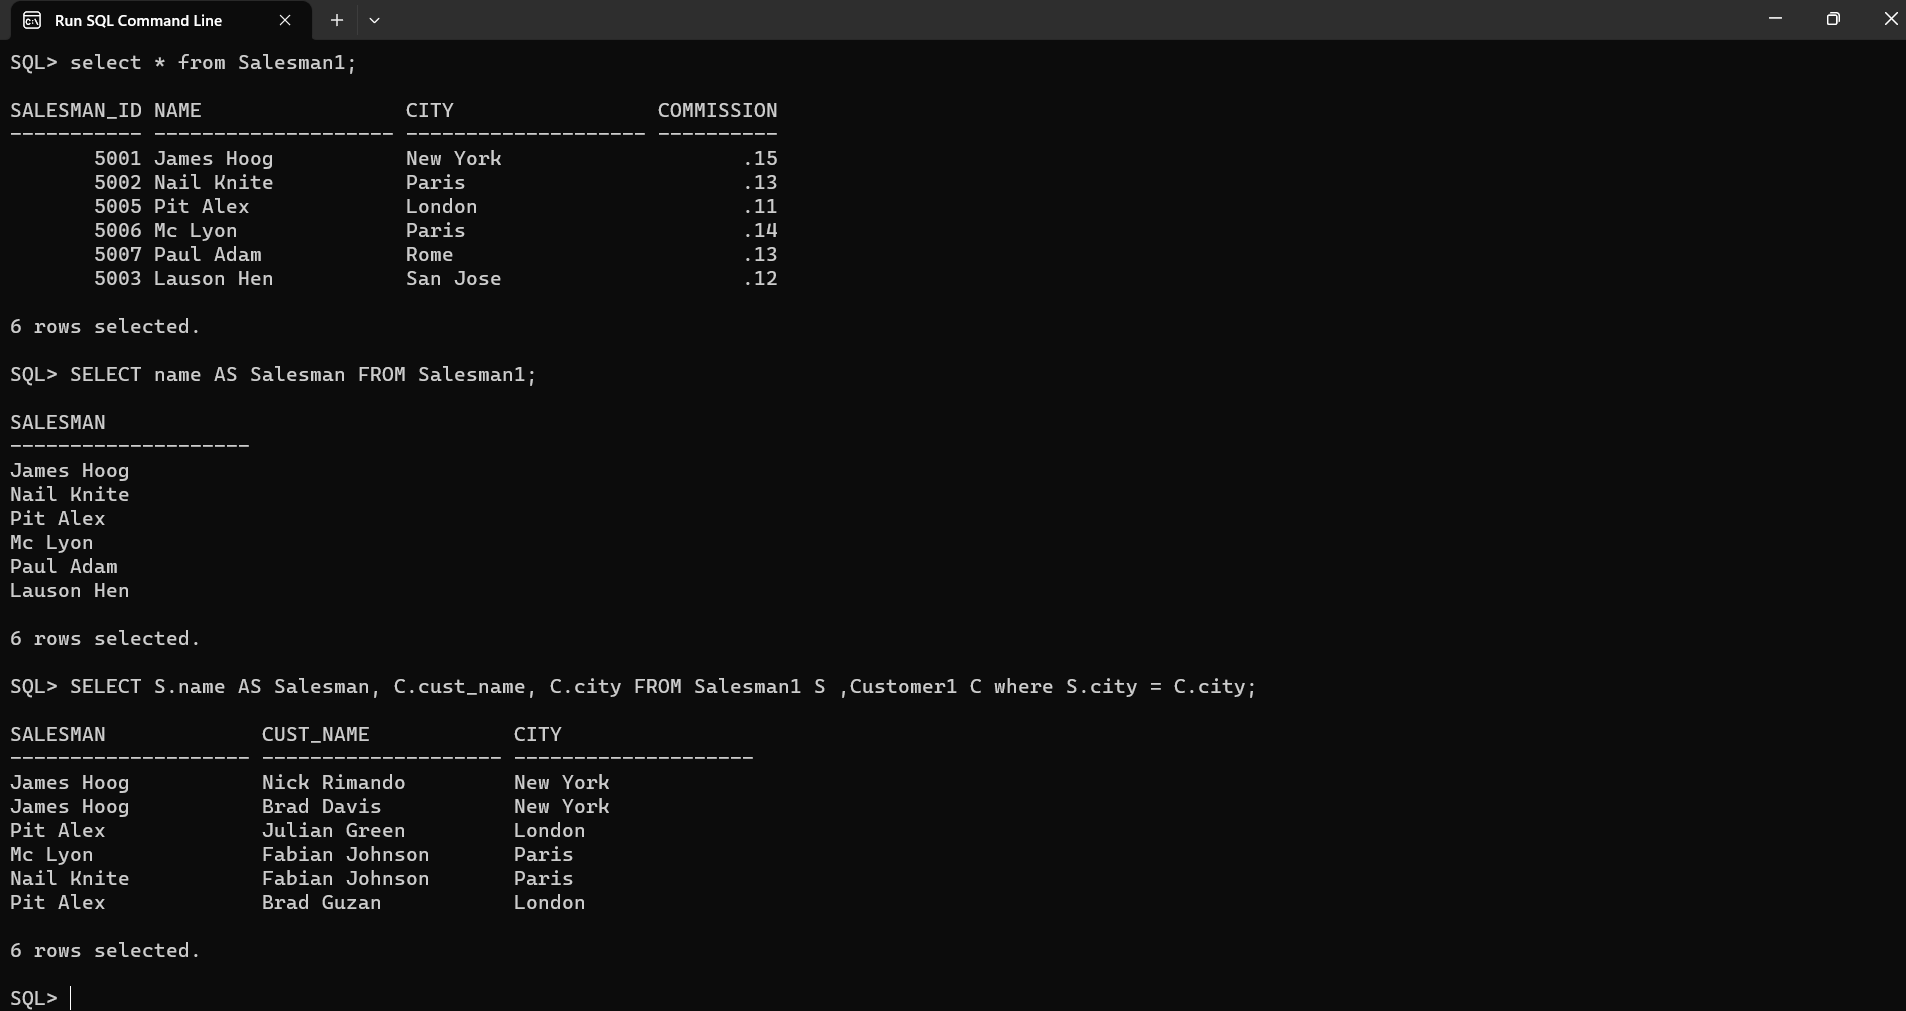 Run SQL Command Line
SQL> select * from Salesman1;
SALESMAN_ID NAME                 CITY                 COMMISSION
----------- -------------------- -------------------- ----------
       5001 James Hoog           New York                    .15
       5002 Nail Knite           Paris                       .13
       5005 Pit Alex             London                      .11
       5006 Mc Lyon              Paris                       .14
       5007 Paul Adam            Rome                        .13
       5003 Lauson Hen           San Jose                    .12
6 rows selected.
SQL> SELECT name AS Salesman FROM Salesman1;
SALESMAN
--------------------
James Hoog
Nail Knite
Pit Alex
Mc Lyon
Paul Adam
Lauson Hen
6 rows selected.
SQL> SELECT S.name AS Salesman, C.cust_name, C.city FROM Salesman1 S ,Customer1 C where S.city = C.city;
SALESMAN             CUST_NAME            CITY
-------------------- -------------------- --------------------
James Hoog           Nick Rimando         New York
James Hoog           Brad Davis           New York
Pit Alex             Julian Green         London
Mc Lyon              Fabian Johnson       Paris
Nail Knite           Fabian Johnson       Paris
Pit Alex             Brad Guzan           London
6 rows selected.
SQL>